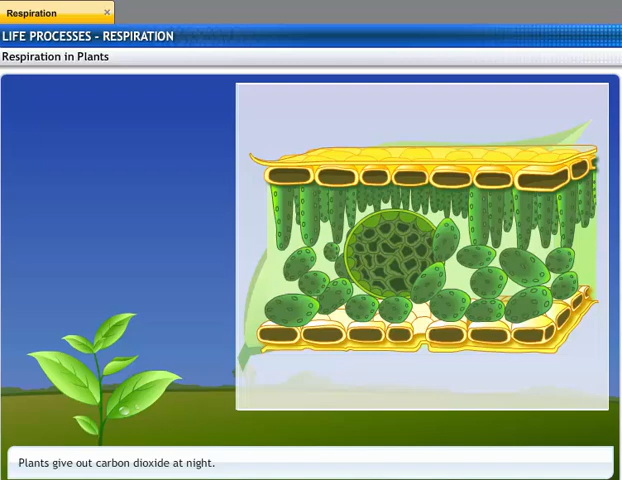 Respiration
LIFE PROCESSES - RESPIRATION
Respiration in Plants
Plants give out carbon dioxide at night.